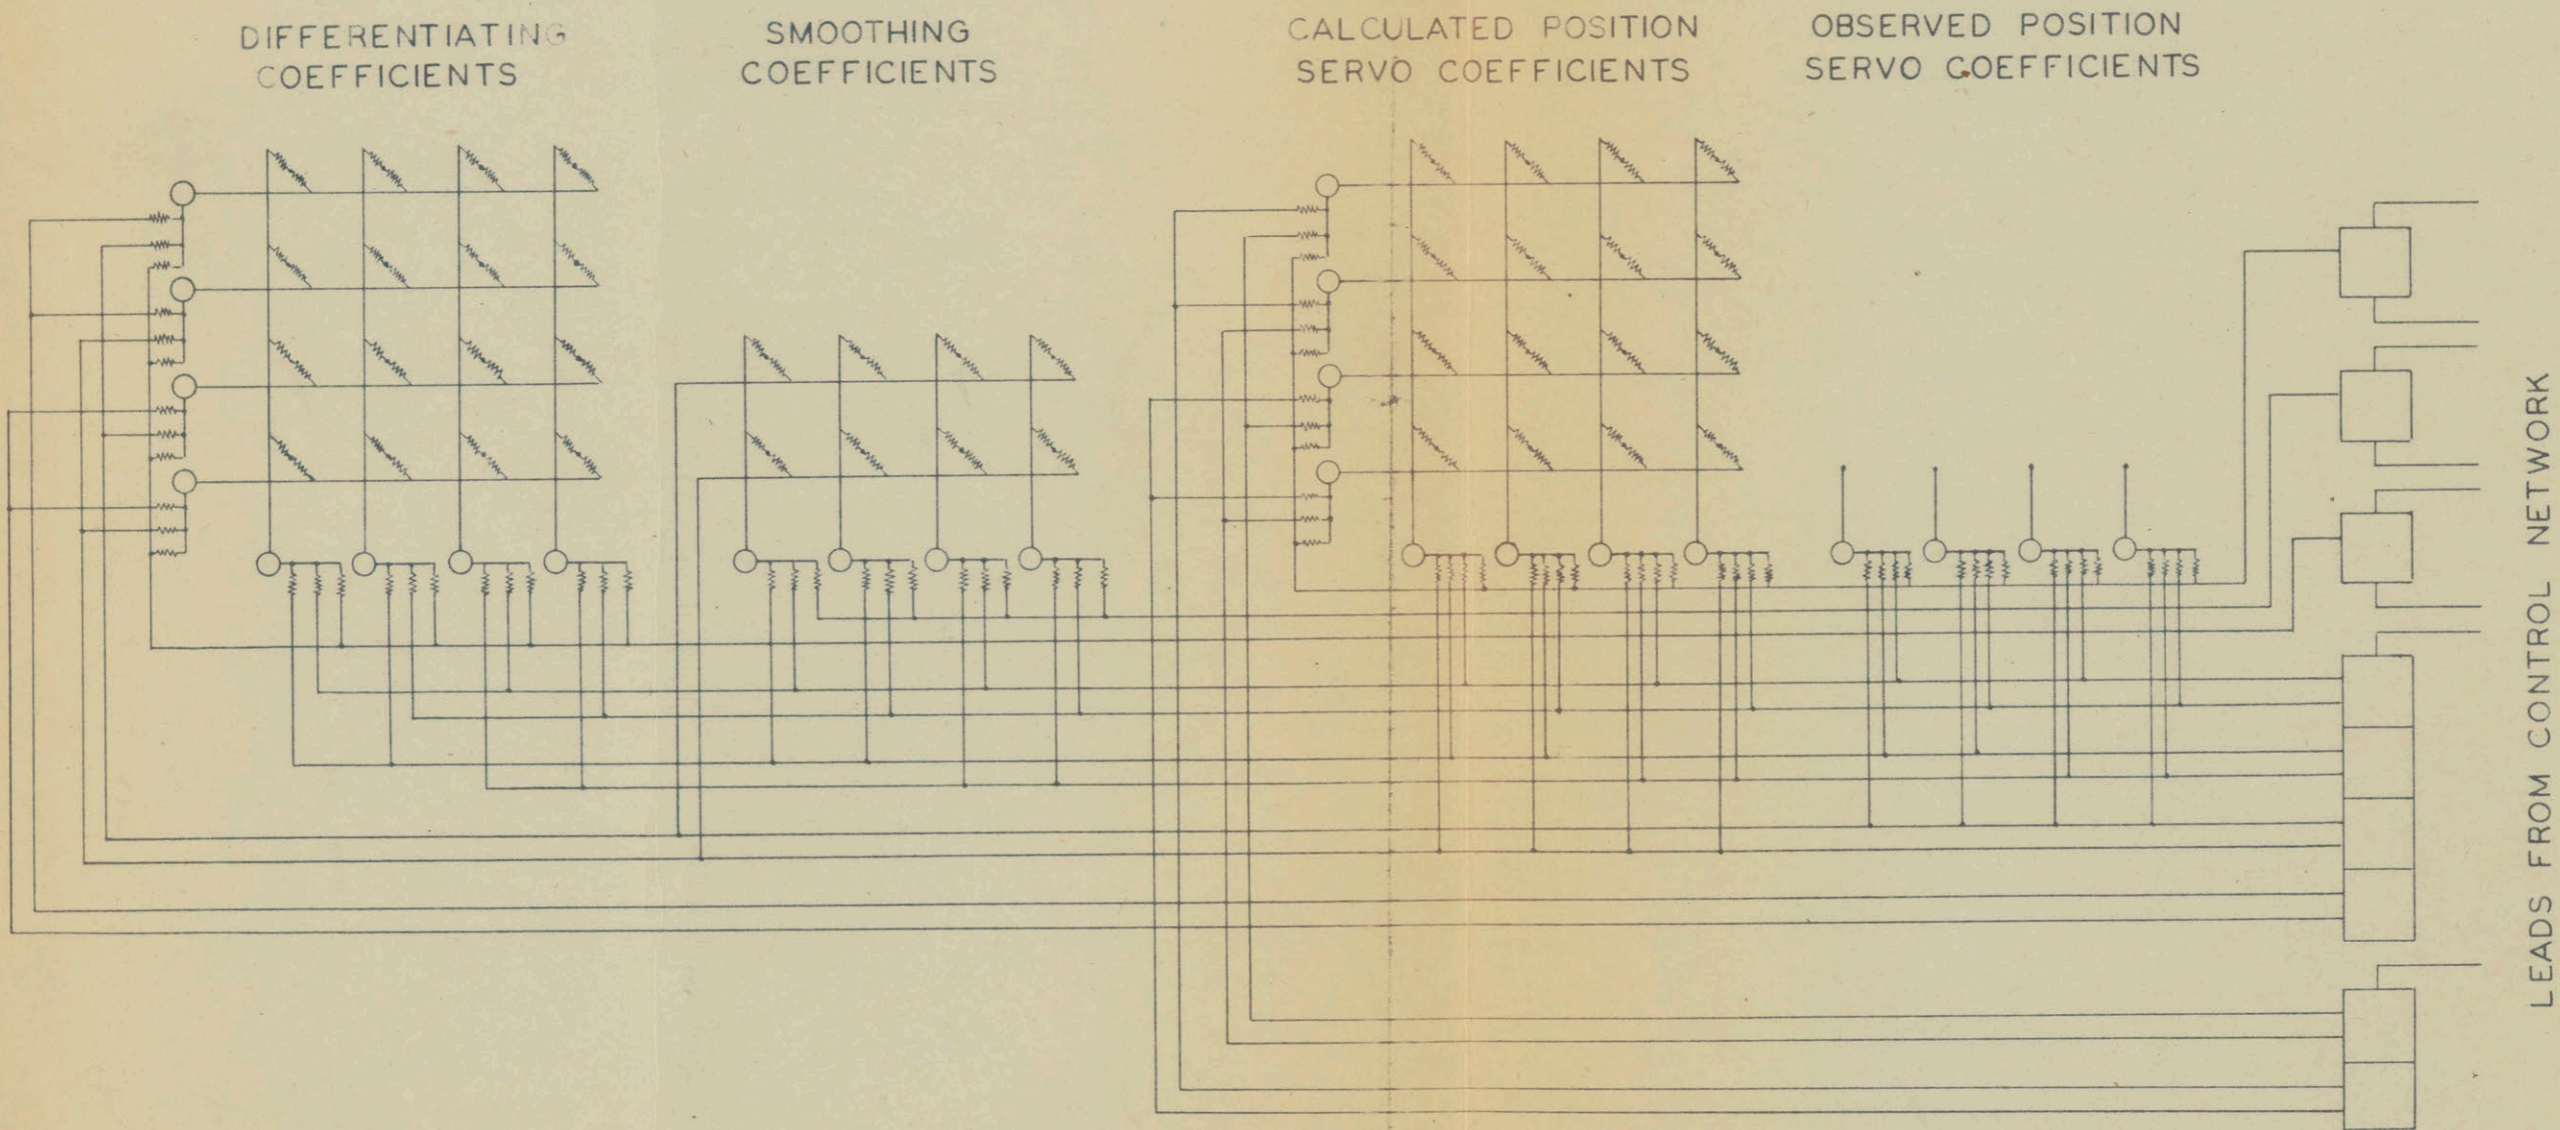 DIFFERENTIATING
COEFFICIENTS
SMOOTHING
COEFFICIENTS
CALCULATED POSITION
SERVO COEFFICIENTS
OBSERVED POSITION
SERVO COEFFICIENTS
LEADS FROM CONTROL NETWORK